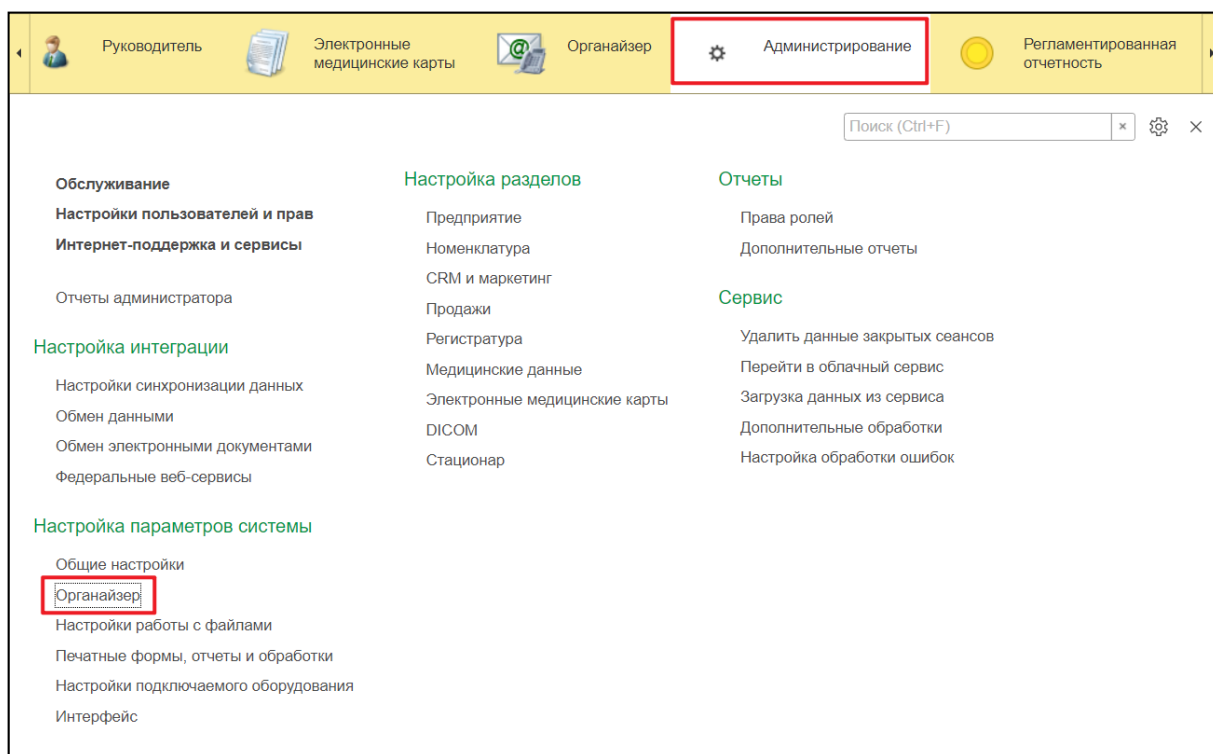 Руководитель
Электронные
медицинские карты
Органайзер
Администрирование
Регламентированная
отчетность
Поиск (Ctrl+F)
Обслуживание
Настройки пользователей и прав
Интернет-поддержка и сервисы
Отчеты администратора
Настройка интеграции
Настройки синхронизации данных
Обмен данными
Обмен электронными документами
Федеральные веб-сервисы
Настройка параметров системы
Общие настройки
Органайзер
Настройки работы с файлами
Печатные формы, отчеты и обработки
Настройки подключаемого оборудования
Интерфейс
Настройка разделов
Предприятие
Номенклатура
CRM и маркетинг
Продажи
Регистратура
Медицинские данные
Электронные медицинские карты
DICOM
Стационар
Отчеты
Права ролей
Дополнительные отчеты
Сервис
Удалить данные закрытых сеансов
Перейти в облачный сервис
Загрузка данных из сервиса
Дополнительные обработки
Настройка обработки ошибок